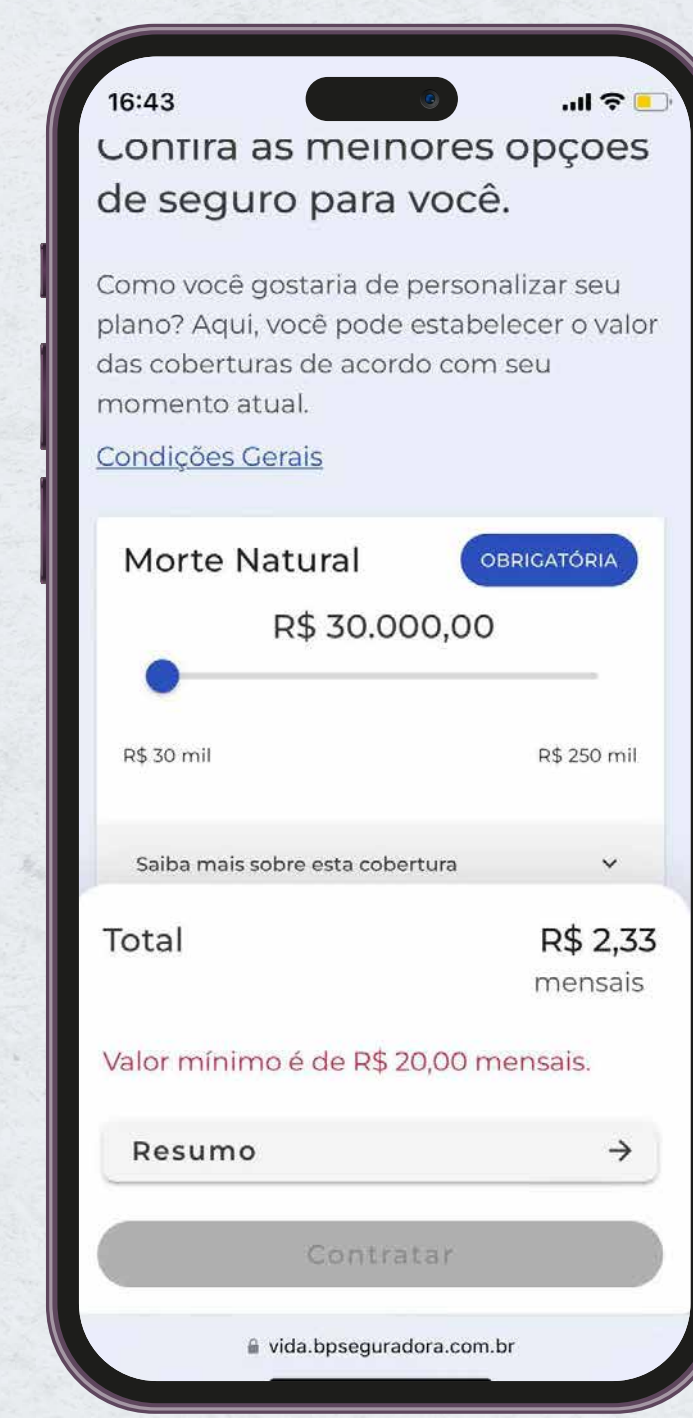 16:43
Confira as melhores opções
de seguro para você.
Como você gostaria de personalizar seu
plano? Aqui, você pode estabelecer o valor
das coberturas de acordo com seu
momento atual.
Condições Gerais
Morte Natural
OBRIGATÓRIA
R$ 30.000,00
R$ 30 mil
R$ 250 mil
Saiba mais sobre esta cobertura
Total
R$ 2,33
mensais
Valor mínimo é de R$ 20,00 mensais.
Resumo
Contratar
vida.bpseguradora.com.br